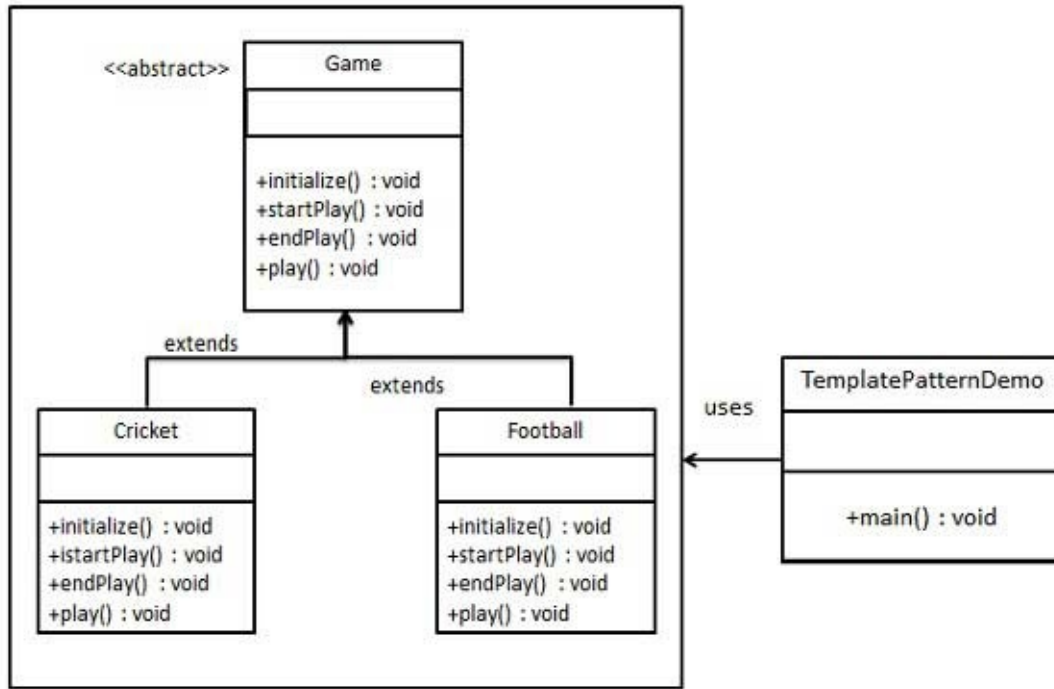 <<abstract>>
Game
+initialize() : void
+startPlay() : void
+endPlay() : void
+play() : void
extends
extends
Cricket
+initialize() : void
+istartPlay() : void
+endPlay() : void
+play() : void
Football
+initialize() : void
+startPlay() : void
+endPlay() : void
+play() : void
uses
TemplatePatternDemo
+main() : void